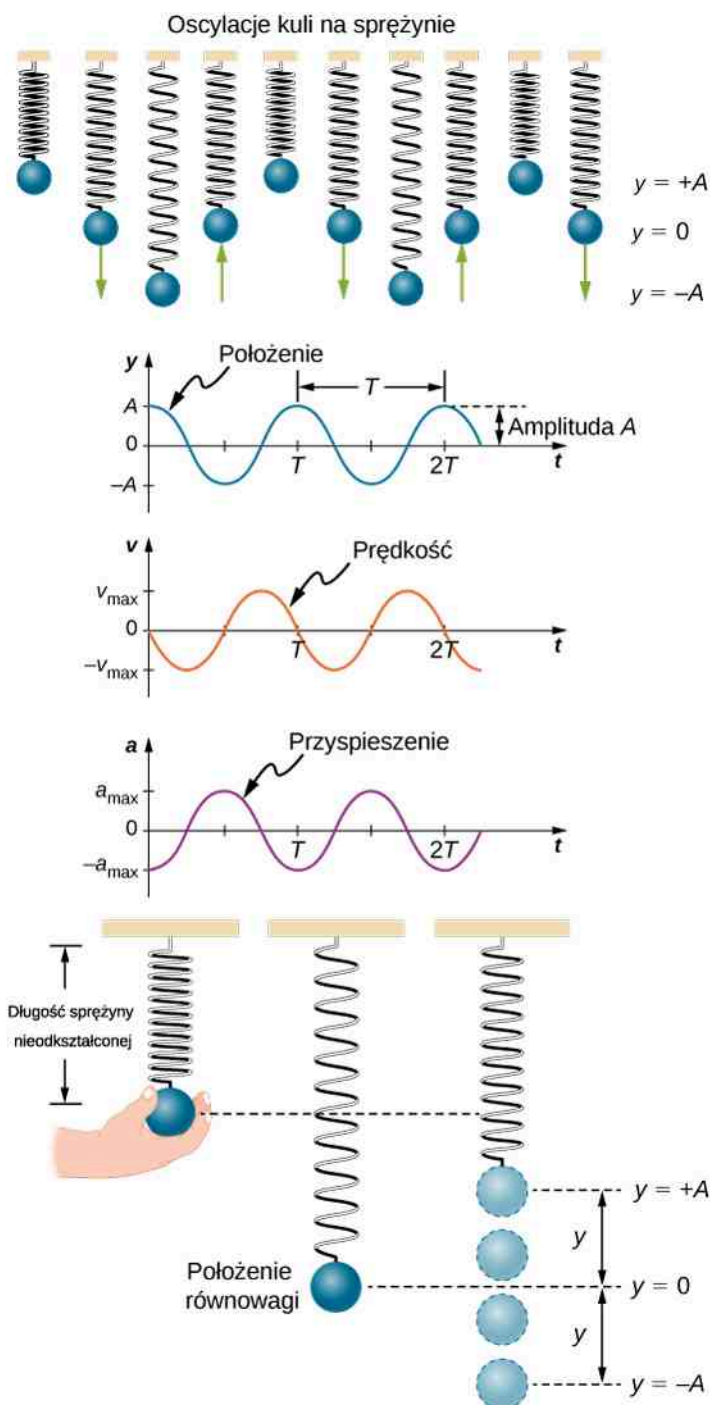 Oscylacje kuli na sprężynie
y = +A
y = 0
y = –A
y
Położenie
A
T
Amplituda A
0
T
2T
t
–A
v
Prędkość
vmax
0
T
2T
t
–vmax
a
Przyspieszenie
amax
0
T
2T
t
–amax
Długość sprężyny
nieodkształconej
y = +A
y
Położenie
równowagi
y = 0
y
y = –A